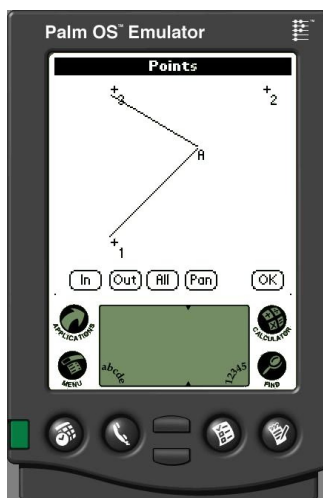 Palm OS™ Emulator
Points
3
2
A
1
In Out All Pan OK
APPLICATIONS CALCULATOR
MENU abcde 12345 FIND